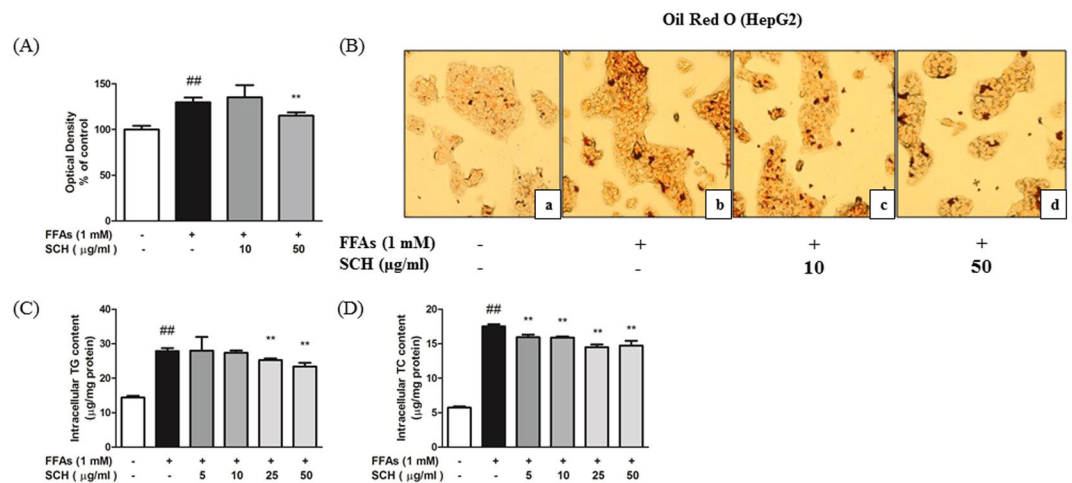 Oil Red O (HepG2)
(A)
(B)
Optical Density
% of control
150
100
50
0
##
**
FFAs (1 mM) - + + +
SCH ( μg/ml) - - 10 50
a
b
c
d
FFAs (1 mM) - + + +
SCH (μg/ml) - - 10 50
(C)
Intracellular TG content
(μg/mg protein)
40
30
20
10
0
##
** **
FFAs (1 mM) - + + + + +
SCH ( μg/ml) - - 5 10 25 50
(D)
Intracellular TC content
(μg/mg protein)
20
15
10
5
0
##
** ** ** **
FFAs (1 mM) - + + + + +
SCH ( μg/ml) - - 5 10 25 50